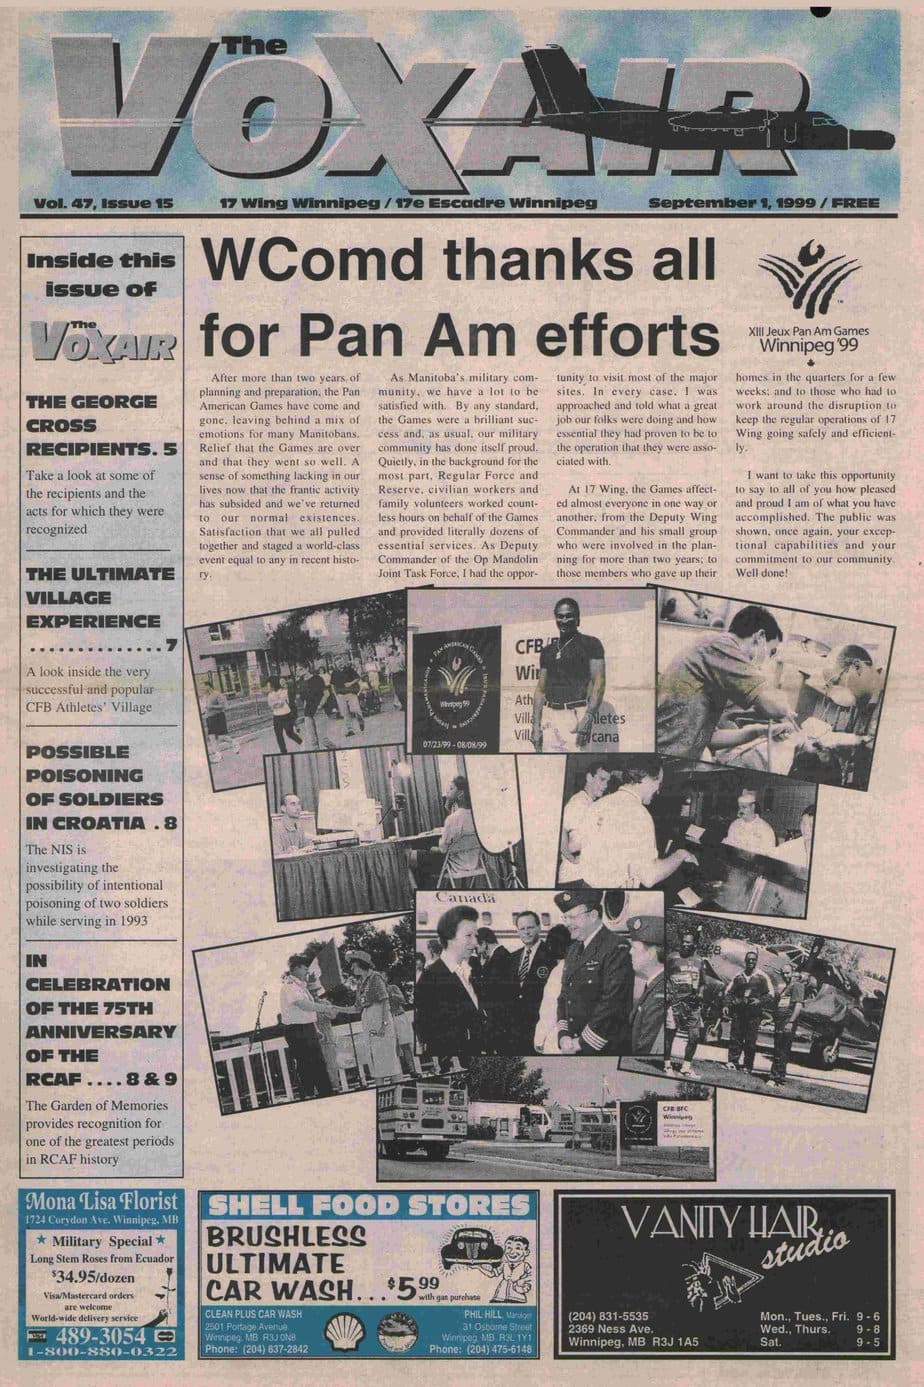 The
VOXAIR
Vol. 47, Issue 15
17 Wing Winnipeg / 17e Escadre Winnipeg
September 1, 1999 / FREE
Inside this
issue of
The
VOXAIR
THE GEORGE
CROSS
RECIPIENTS. 5
Take a look at some of
the recipients and the
acts for which they were
recognized
THE ULTIMATE
VILLAGE
EXPERIENCE
. . . . . . . . . . . . . . 7
A look inside the very
successful and popular
CFB Athletes' Village
POSSIBLE
POISONING
OF SOLDIERS
IN CROATIA . 8
The NIS is
investigating the
possibility of intentional
poisoning of two soldiers
while serving in 1993
IN
CELEBRATION
OF THE 75TH
ANNIVERSARY
OF THE
RCAF . . . . 8 & 9
The Garden of Memories
provides recognition for
one of the greatest periods
in RCAF history
WComd thanks all
for Pan Am efforts
XIII Jeux Pan Am Games
Winnipeg '99
After more than two years of
planning and preparation, the Pan
American Games have come and
gone, leaving behind a mix of
emotions for many Manitobans.
Relief that the Games are over
and that they went so well. A
sense of something lacking in our
lives now that the frantic activity
has subsided and we've returned
to our normal existences.
Satisfaction that we all pulled
together and staged a world-class
event equal to any in recent histo-
ry.
As Manitoba's military com-
munity, we have a lot to be
satisfied with. By any standard,
the Games were a brilliant suc-
cess and, as usual, our military
community has done itself proud.
Quietly, in the background for the
most part, Regular Force and
Reserve, civilian workers and
family volunteers worked count-
less hours on behalf of the Games
and provided literally dozens of
essential services. As Deputy
Commander of the Op Mandolin
Joint Task Force, I had the oppor-
tunity to visit most of the major
sites. In every case, I was
approached and told what a great
job our folks were doing and how
essential they had proven to be to
the operation that they were asso-
ciated with.
At 17 Wing, the Games affect-
ed almost everyone in one way or
another, from the Deputy Wing
Commander and his small group
who were involved in the plan-
ning for more than two years; to
those members who gave up their
homes in the quarters for a few
weeks; and to those who had to
work around the disruption to
keep the regular operations of 17
Wing going safely and efficient-
ly.
I want to take this opportunity
to say to all of you how pleased
and proud I am of what you have
accomplished. The public was
shown, once again, your excep-
tional capabilities and your
commitment to our community.
Well done!
CFB/B
Wi
Winnipeg '99
Ath
Villa
letes
Vill
cana
07/23/99 - 08/08/99
Canada
CFB/BFC
Winnipeg
Mona Lisa Florist
1724 Corydon Ave. Winnipeg, MB
★ Military Special ★
Long Stem Roses from Ecuador
$34.95/dozen
Visa/Mastercard orders
are welcome
World-wide delivery service
489-3054
1-800-880-0322
SHELL FOOD STORES
BRUSHLESS
ULTIMATE
CAR WASH... $5.99
with gas purchase
CLEAN PLUS CAR WASH
2501 Portage Avenue
Winnipeg, MB R3J 0N8
Phone: (204) 637-2842
PHIL HILL Manager
31 Osborne Street
Winnipeg, MB R3L 1Y1
Phone: (204) 475-6148
VANITY HAIR
studio
(204) 831-5535
2369 Ness Ave.
Winnipeg, MB R3J 1A5
Mon., Tues., Fri. 9 - 6
Wed., Thurs. 9 - 8
Sat. 9 - 5